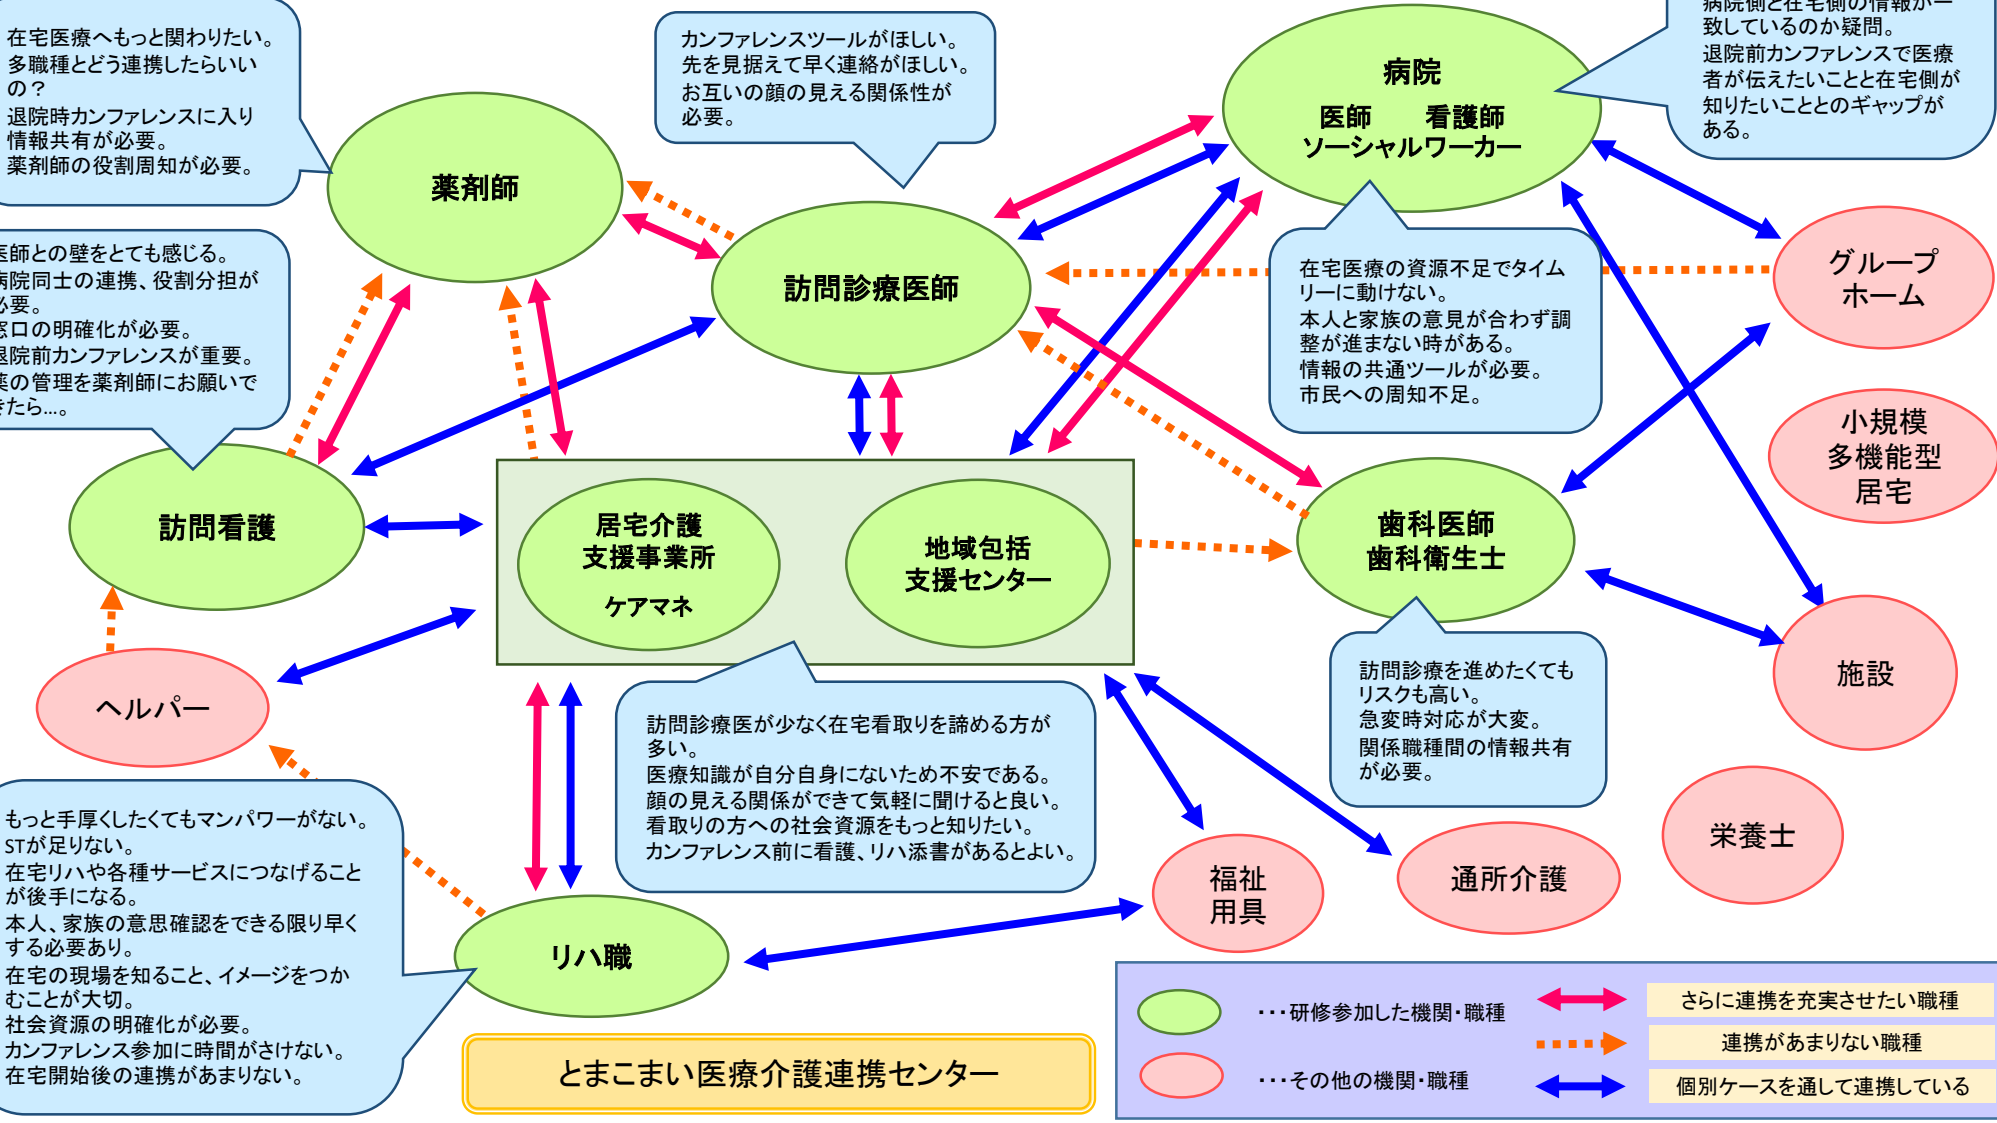 在宅医療へもっと関わりたい。
多職種とどう連携したらいい
の？
退院時カンファレンスに入り
情報共有が必要。
薬剤師の役割周知が必要。
カンファレンスツールがほしい。
先を見据えて早く連絡がほしい。
お互いの顔の見える関係性が
必要。
病院
医師　　看護師
ソーシャルワーカー
病院側と在宅側の情報が一
致しているのか疑問。
退院前カンファレンスで医療
者が伝えたいことと在宅側が
知りたいこととのギャップが
ある。
薬剤師
医師との壁をとても感じる。
病院同士の連携、役割分担が
必要。
窓口の明確化が必要。
退院前カンファレンスが重要。
薬の管理を薬剤師にお願いで
きたら…。
訪問診療医師
在宅医療の資源不足でタイム
リーに動けない。
本人と家族の意見が合わず調
整が進まない時がある。
情報の共通ツールが必要。
市民への周知不足。
グループ
ホーム
小規模
多機能型
居宅
訪問看護
居宅介護
支援事業所
ケアマネ
地域包括
支援センター
歯科医師
歯科衛生士
ヘルパー
訪問診療医が少なく在宅看取りを諦める方が
多い。
医療知識が自分自身にないため不安である。
顔の見える関係ができて気軽に聞けると良い。
看取りの方への社会資源をもっと知りたい。
カンファレンス前に看護、リハ添書があるとよい。
訪問診療を進めたくても
リスクも高い。
急変時対応が大変。
関係職種間の情報共有
が必要。
施設
栄養士
もっと手厚くしたくてもマンパワーがない。
STが足りない。
在宅リハや各種サービスにつなげること
が後手になる。
本人、家族の意思確認をできる限り早く
する必要あり。
在宅の現場を知ること、イメージをつか
むことが大切。
社会資源の明確化が必要。
カンファレンス参加に時間がさけない。
在宅開始後の連携があまりない。
リハ職
福祉
用具
通所介護
とまこまい医療介護連携センター
・・・研修参加した機関・職種
・・・その他の機関・職種
さらに連携を充実させたい職種
連携があまりない職種
個別ケースを通して連携している